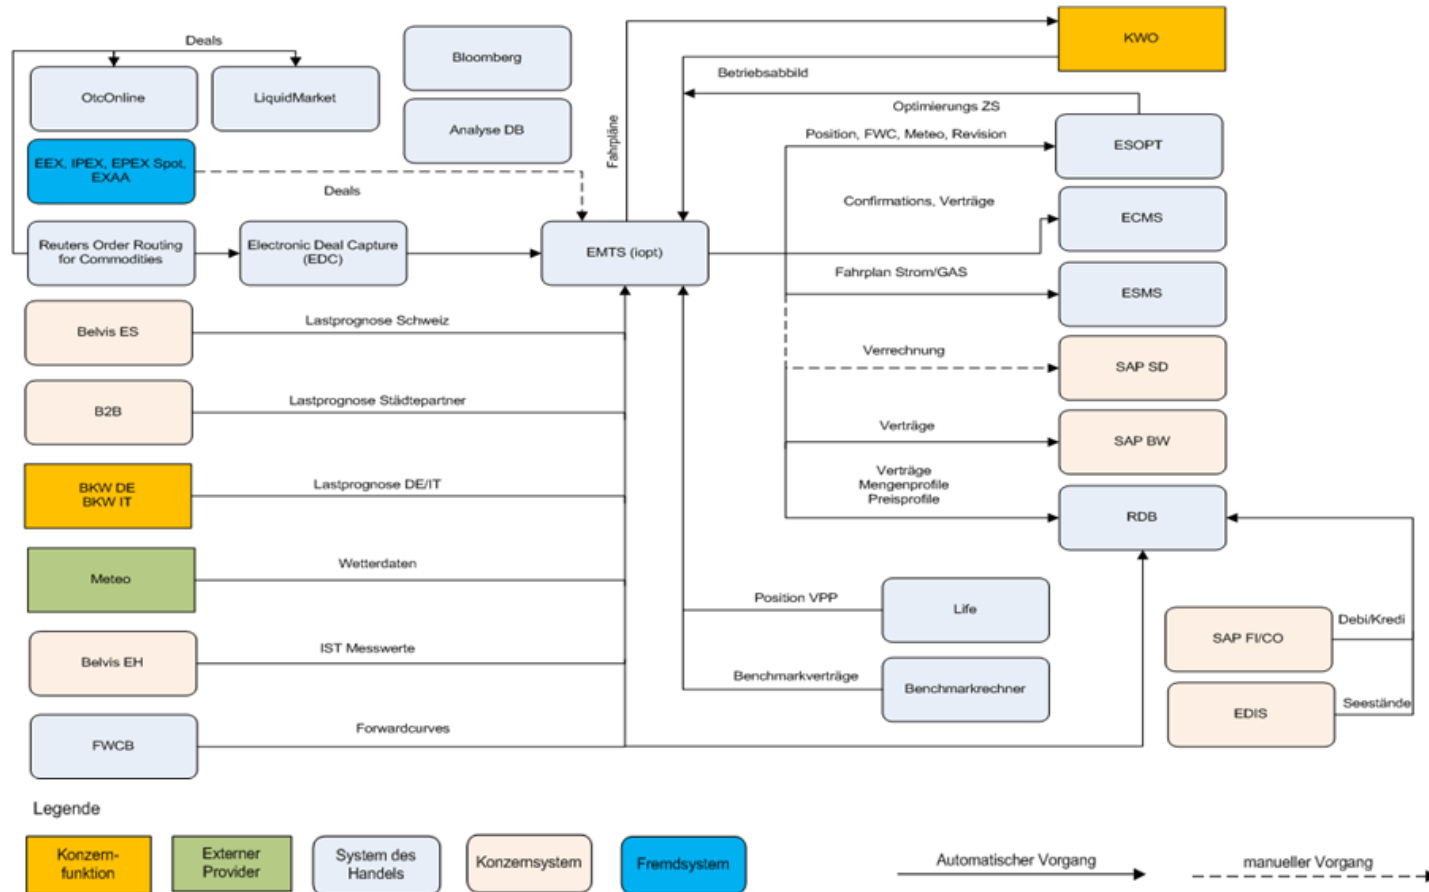 Deals
OtcOnline
LiquidMarket
Bloomberg
Analyse DB
KWO
Fahrpläne
Betriebsabbild
Optimierungs ZS
EEX, IPEX, EPEX Spot,
EXAA
Deals
Position, FWC, Meteo, Revision
ESOPT
Confirmations, Verträge
ECMS
Reuters Order Routing
for Commodities
Electronic Deal Capture
(EDC)
EMTS (iopt)
Fahrplan Strom/GAS
ESMS
Belvis ES
Lastprognose Schweiz
Verrechnung
SAP SD
B2B
Lastprognose Städtepartner
Verträge
SAP BW
BKW DE
BKW IT
Lastprognose DE/IT
Verträge
Mengenprofile
Preisprofile
RDB
Meteo
Wetterdaten
Position VPP
Life
SAP FI/CO
Debi/Kredi
Belvis EH
IST Messwerte
Benchmarkverträge
Benchmarkrechner
EDIS
Seestände
FWCB
Forwardcurves
Legende
Konzern-
funktion
Externer
Provider
System des
Handels
Konzernsystem
Fremdsystem
Automatischer Vorgang
manueller Vorgang